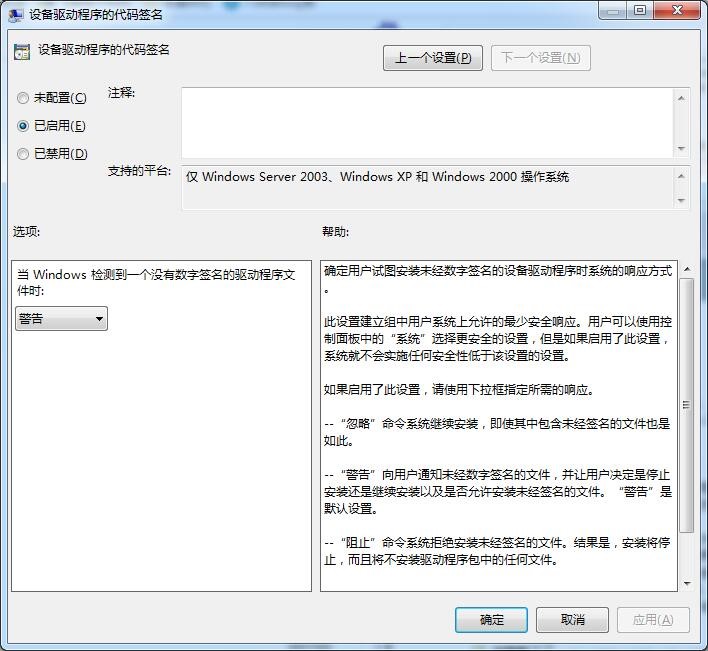 设备驱动程序的代码签名
设备驱动程序的代码签名
上一个设置(P)
下一个设置(N)
未配置(C)
注释:
已启用(E)
已禁用(D)
支持的平台:
仅 Windows Server 2003、Windows XP 和 Windows 2000 操作系统
选项:
帮助:
当 Windows 检测到一个没有数字签名的驱动程序文
件时:
警告
确定用户试图安装未经数字签名的设备驱动程序时系统的响应方式
。
此设置建立组中用户系统上允许的最少安全响应。用户可以使用控
制面板中的“系统”选择更安全的设置，但是如果启用了此设置，
系统就不会实施任何安全性低于该设置的设置。
如果启用了此设置，请使用下拉框指定所需的响应。
--“忽略”命令系统继续安装，即使其中包含未经签名的文件也是
如此。
--“警告”向用户通知未经数字签名的文件，并让用户决定是停止
安装还是继续安装以及是否允许安装未经签名的文件。“警告”是
默认设置。
--“阻止”命令系统拒绝安装未经签名的文件。结果是，安装将停
止，而且将不安装驱动程序包中的任何文件。
确定
取消
应用(A)